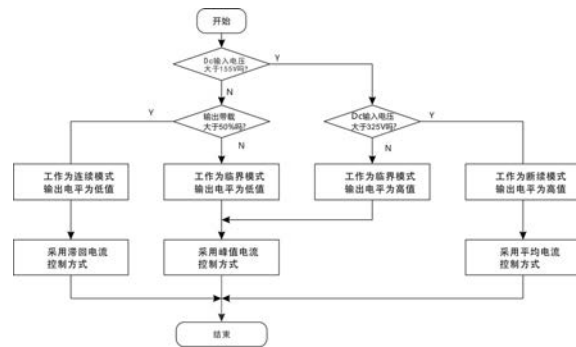 开始
Dc输入电压
大于155V吗?
Y
N
Y
输出带载
大于50%吗?
Dc输入电压
大于325V吗?
Y
N
N
工作为连续模式
输出电平为低值
工作为临界模式
输出电平为低值
工作为临界模式
输出电平为高值
工作为断续模式
输出电平为高值
采用滞回电流
控制方式
采用峰值电流
控制方式
采用平均电流
控制方式
结束